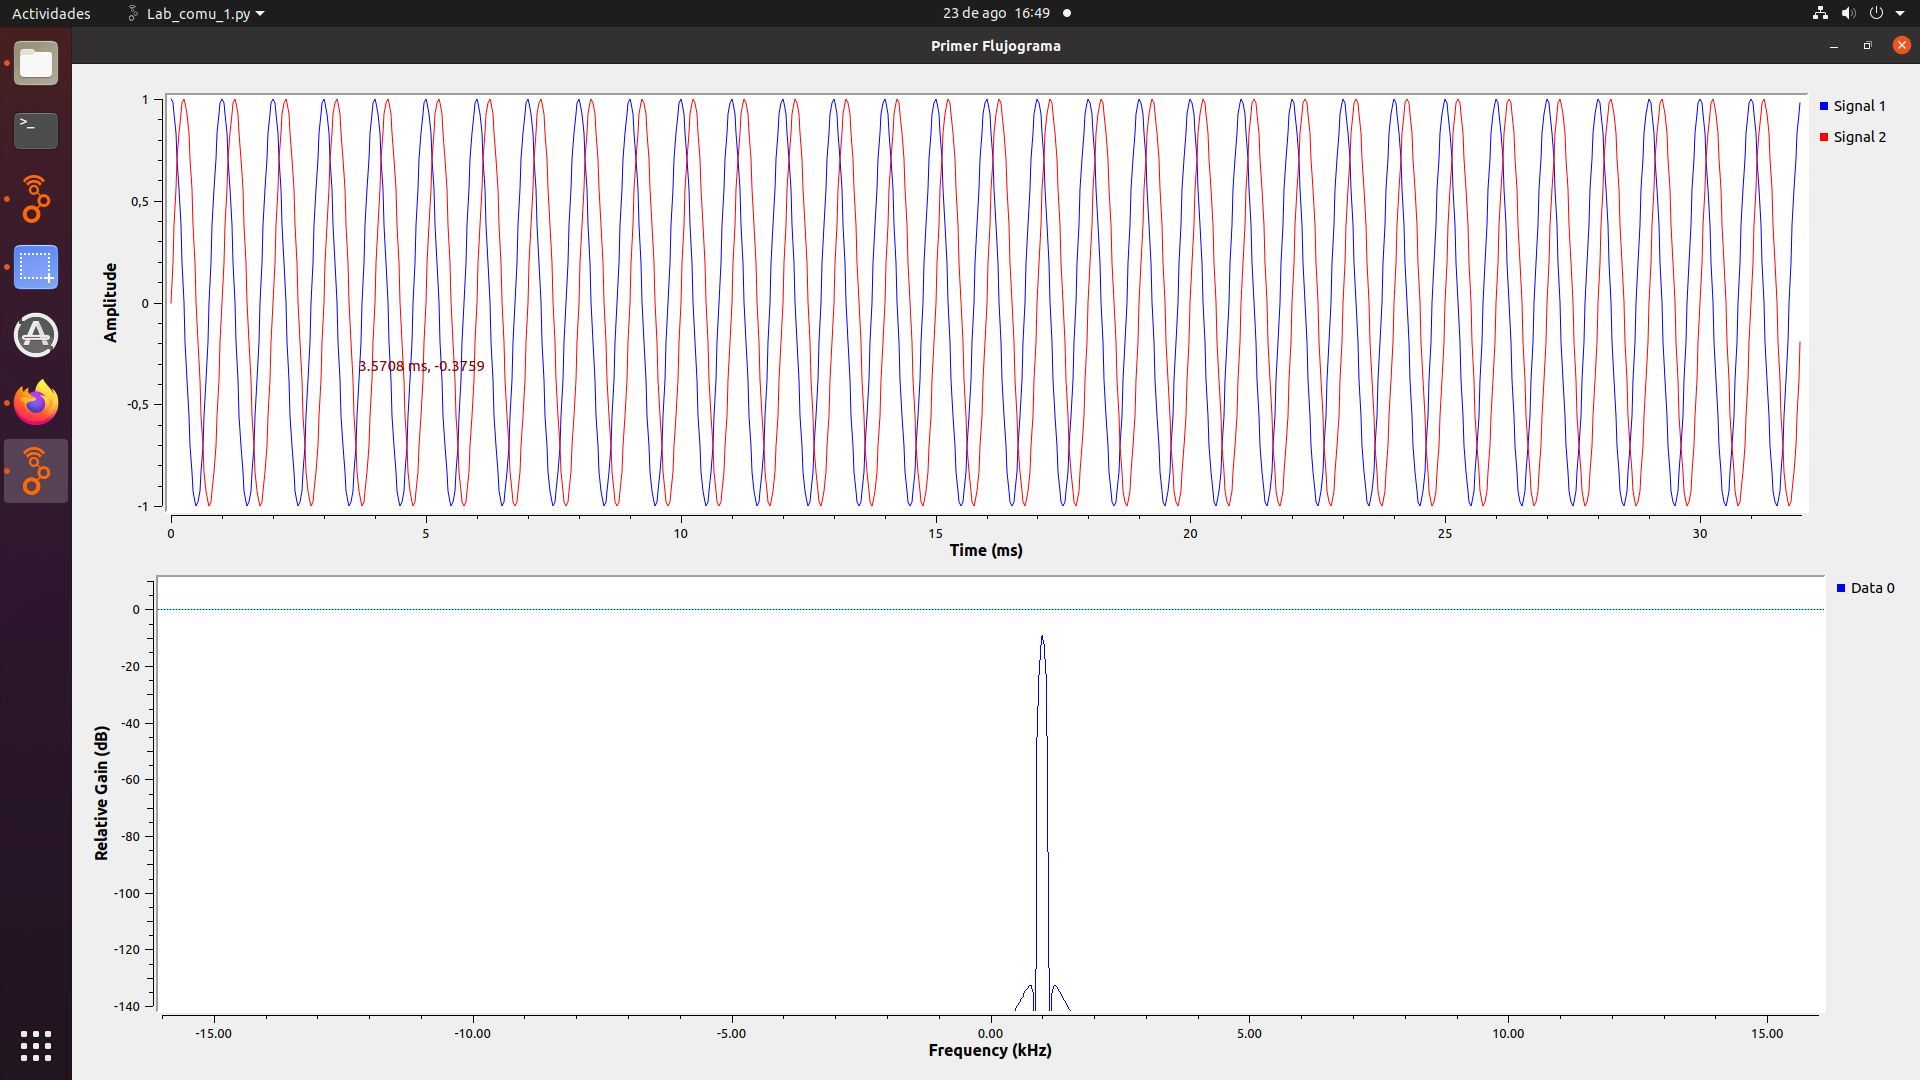 Actividades Lab_comu_1.py 23 de ago 16:49
Primer Flujograma
>_
Amplitude
1
0,5
0
-0,5
-1
3.5708 ms, -0.3759
Signal 1
Signal 2
0 5 10 15 20 25 30
Time (ms)
Relative Gain (dB)
0
-20
-40
-60
-80
-100
-120
-140
Data 0
-15.00 -10.00 -5.00 0.00 5.00 10.00 15.00
Frequency (kHz)